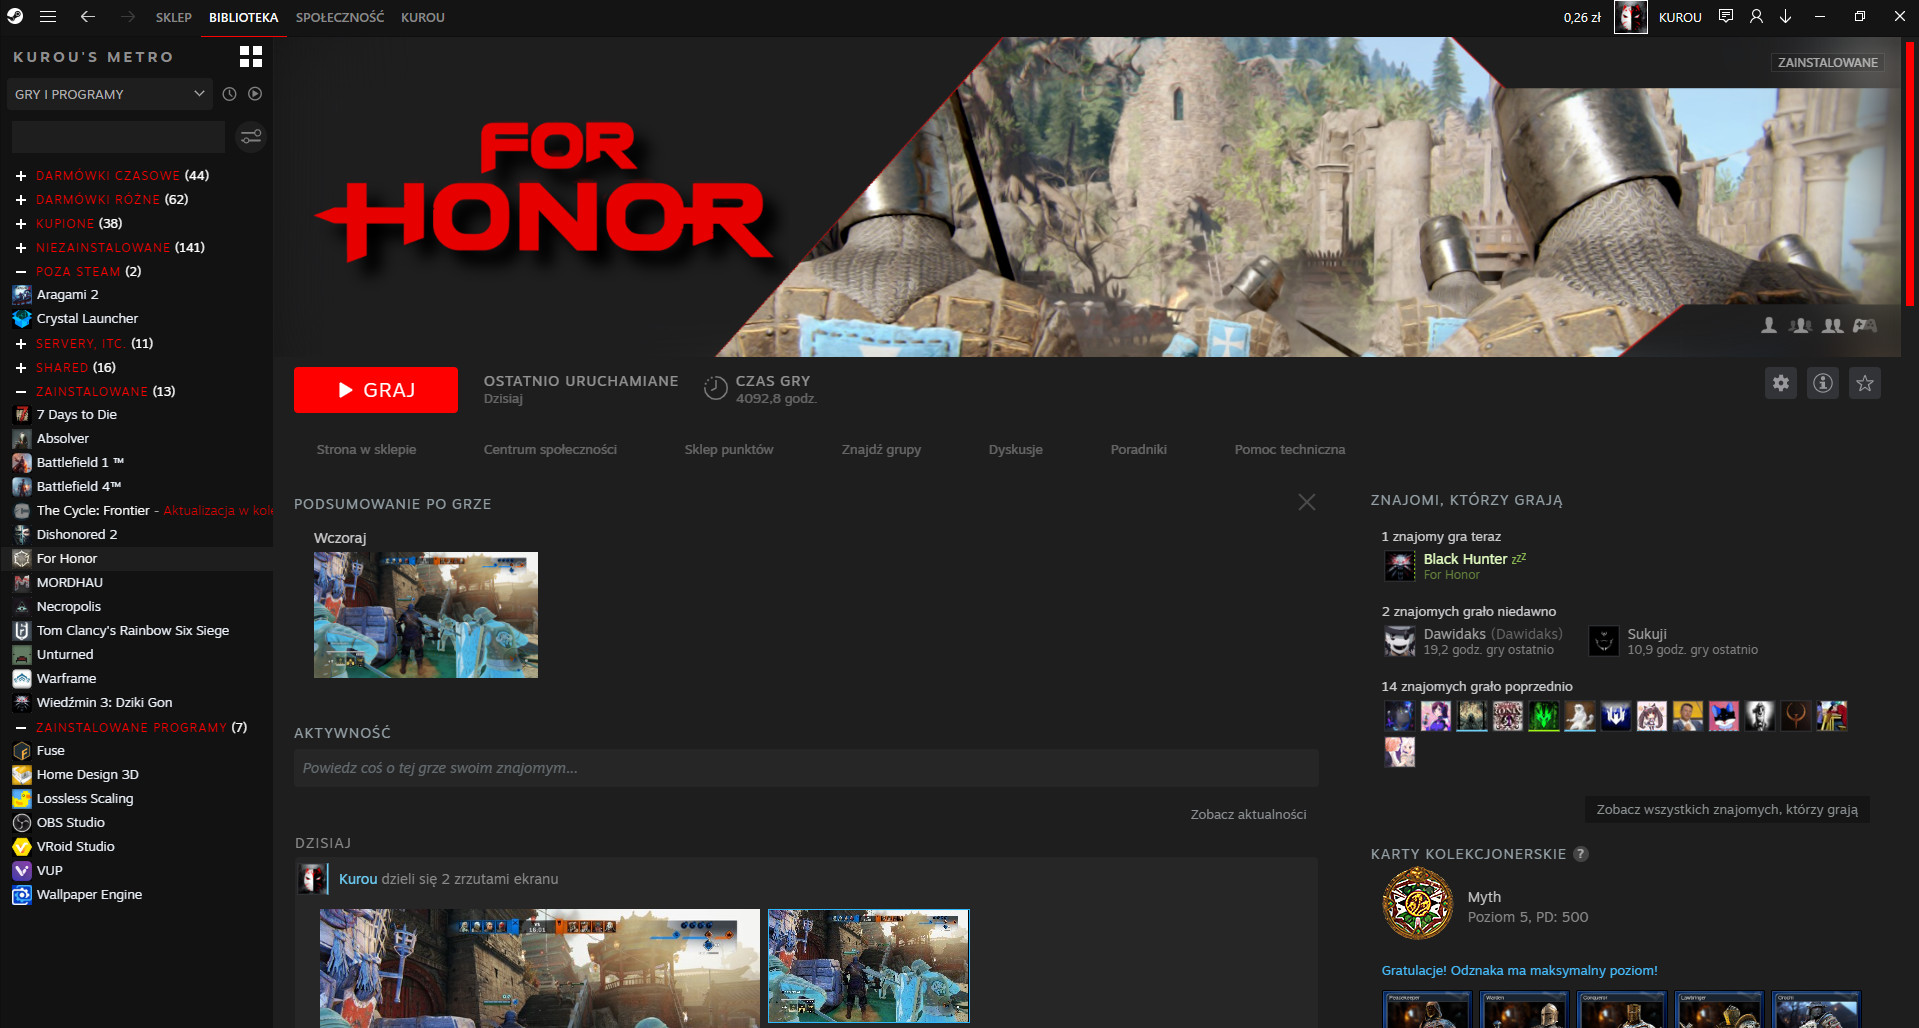 SKLEP BIBLIOTEKA SPOŁECZNOŚĆ KUROU
0,26 zł KUROU
KUROU'S METRO
GRY I PROGRAMY
DARMÓWKI CZASOWE (44)
DARMÓWKI RÓŻNE (62)
KUPIONE (38)
NIEZAINSTALOWANE (141)
POZA STEAM (2)
Aragami 2
Crystal Launcher
SERVERY, ITC. (11)
SHARED (16)
ZAINSTALOWANE (13)
7 Days to Die
Absolver
Battlefield 1 ™
Battlefield 4™
The Cycle: Frontier - Aktualizacja w kole
Dishonored 2
For Honor
MORDHAU
Necropolis
Tom Clancy's Rainbow Six Siege
Unturned
Warframe
Wiedźmin 3: Dziki Gon
ZAINSTALOWANE PROGRAMY (7)
Fuse
Home Design 3D
Lossless Scaling
OBS Studio
VRoid Studio
VUP
Wallpaper Engine
ZAINSTALOWANE
FOR
HONOR
GRAJ
OSTATNIO URUCHAMIANE
Dzisiaj
CZAS GRY
4092,8 godz.
Strona w sklepie Centrum społeczności Sklep punktów Znajdź grupy Dyskusje Poradniki Pomoc techniczna
PODSUMOWANIE PO GRZE
Wczoraj
AKTYWNOŚĆ
Powiedz coś o tej grze swoim znajomym...
Zobacz aktualności
DZISIAJ
Kurou dzieli się 2 zrzutami ekranu
ZNAJOMI, KTÓRZY GRAJĄ
1 znajomy gra teraz
Black Hunter zzz
For Honor
2 znajomych grało niedawno
Dawidaks (Dawidaks)
19,2 godz. gry ostatnio
Sukuji
10,9 godz. gry ostatnio
14 znajomych grało poprzednio
Zobacz wszystkich znajomych, którzy grają
KARTY KOLEKCJONERSKIE ?
Myth
Poziom 5, PD: 500
Gratulacje! Odznaka ma maksymalny poziom!
Peacekeeper Warden Conqueror Lawbringer Orochi